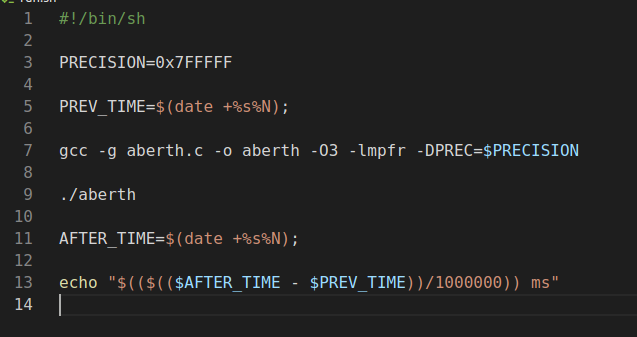 1 #!/bin/sh
2
3 PRECISION=0x7FFFFF
4
5 PREV_TIME=$(date +%s%N);
6
7 gcc -g aberth.c -o aberth -O3 -lmpfr -DPREC=$PRECISION
8
9 ./aberth
10
11 AFTER_TIME=$(date +%s%N);
12
13 echo "$(($(($AFTER_TIME - $PREV_TIME))/1000000)) ms"
14